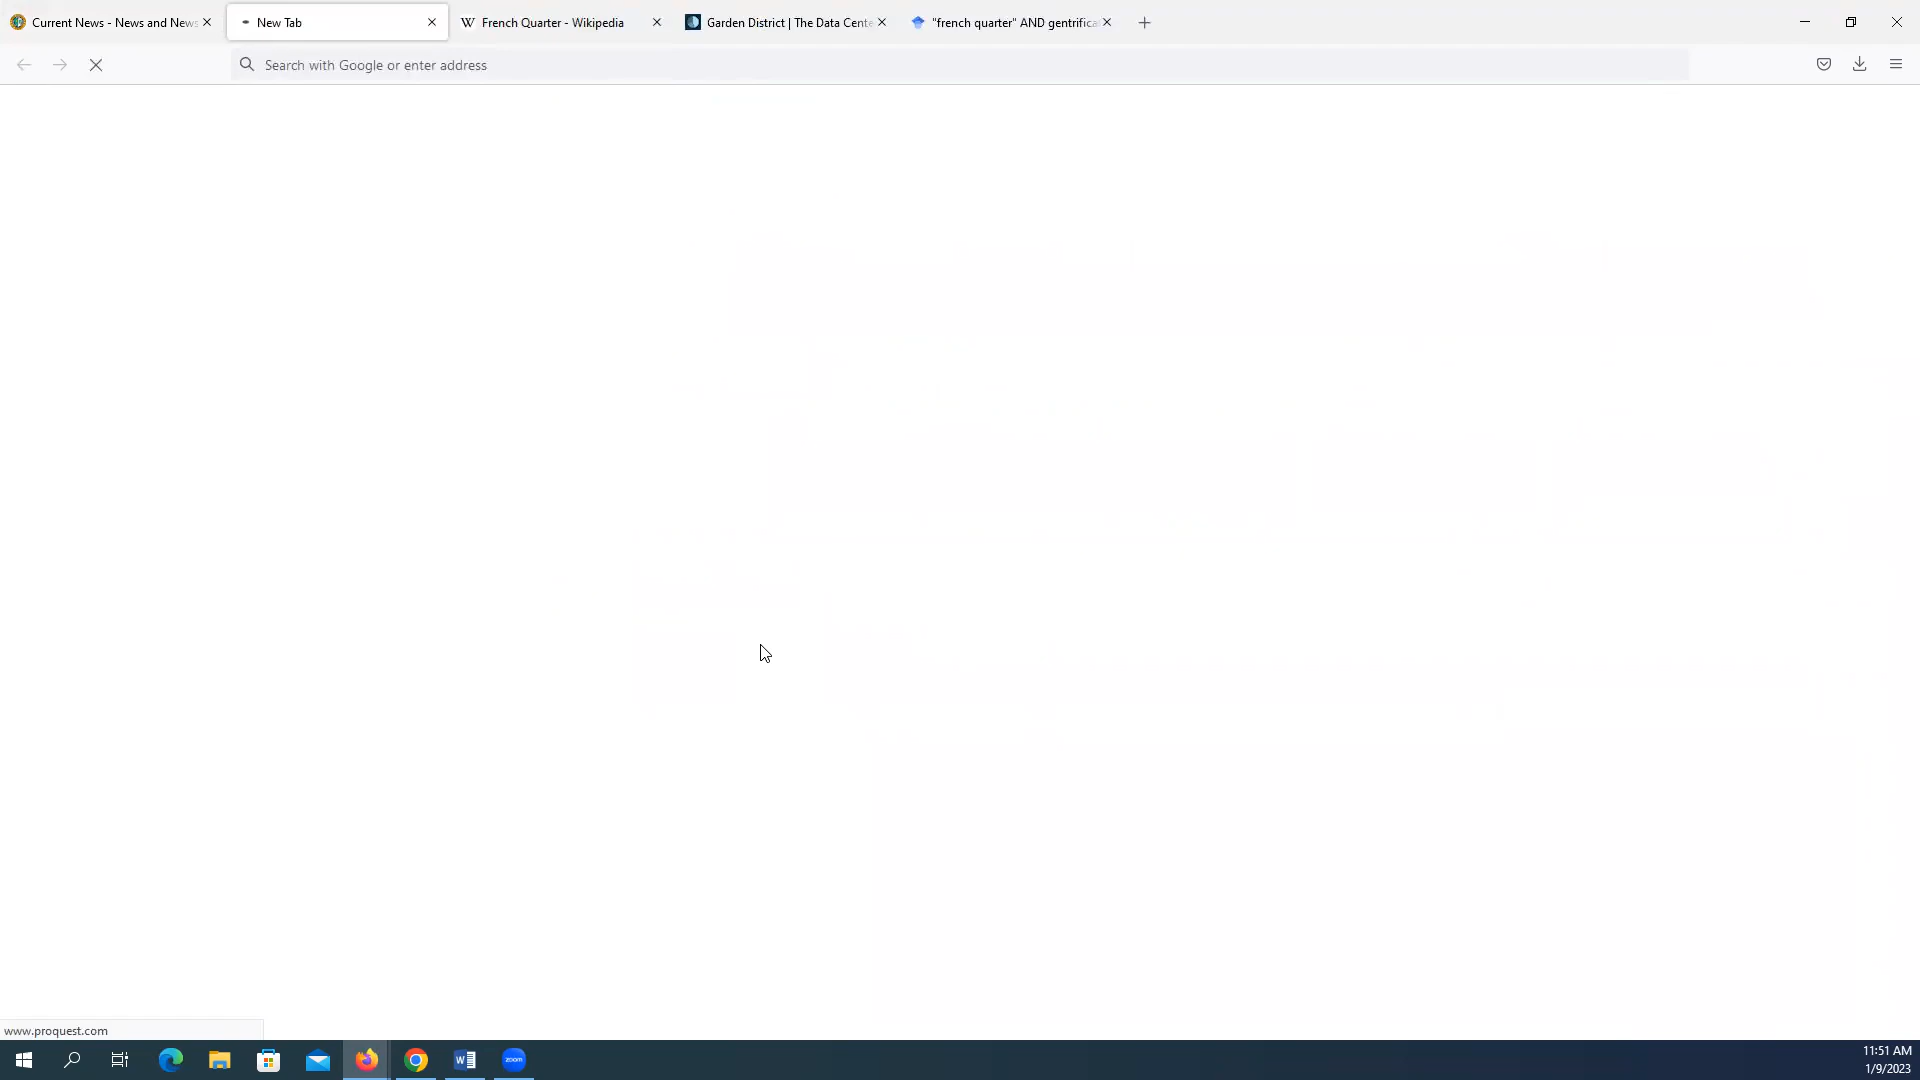 Current News - News and News
New Tab
W French Quarter - Wikipedia
Garden District | The Data Cente
"french quarter" AND gentrifica
Search with Google or enter address
www.proquest.com
W
zoom
11:51 AM
1/9/2023